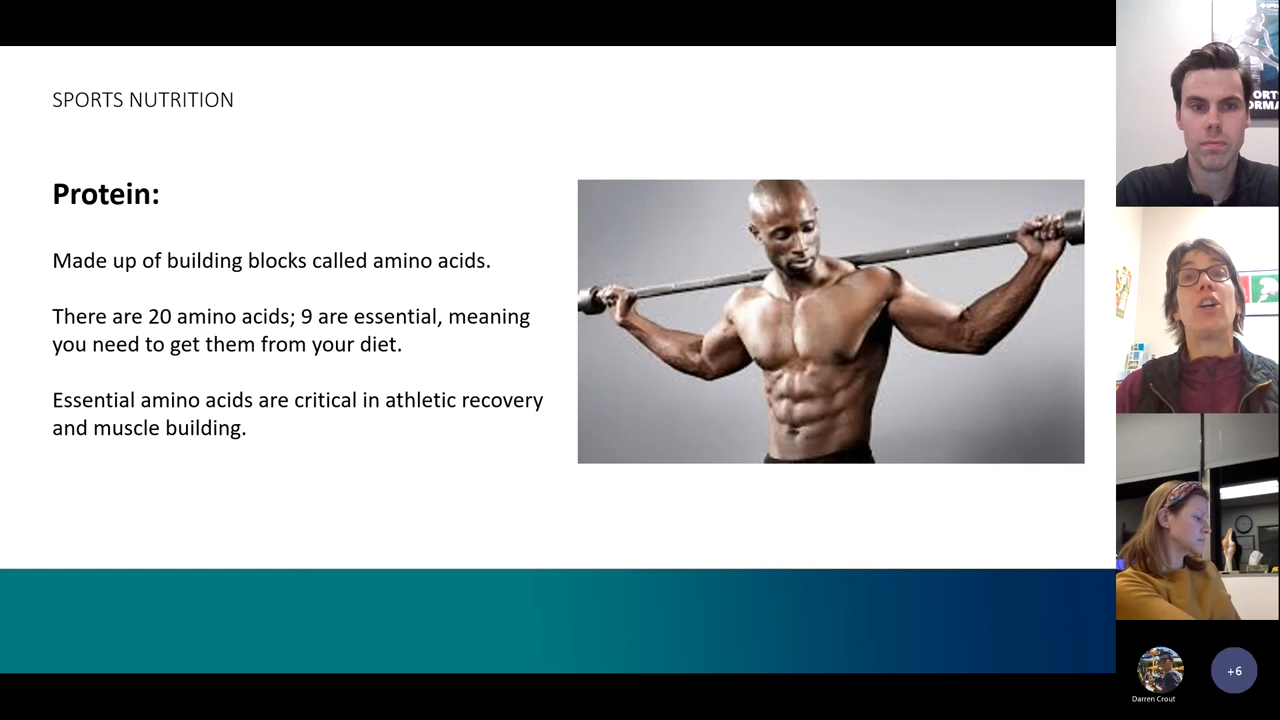 SPORTS NUTRITION
Protein:
Made up of building blocks called amino acids.
There are 20 amino acids; 9 are essential, meaning
you need to get them from your diet.
Essential amino acids are critical in athletic recovery
and muscle building.
Darren Crout
+6